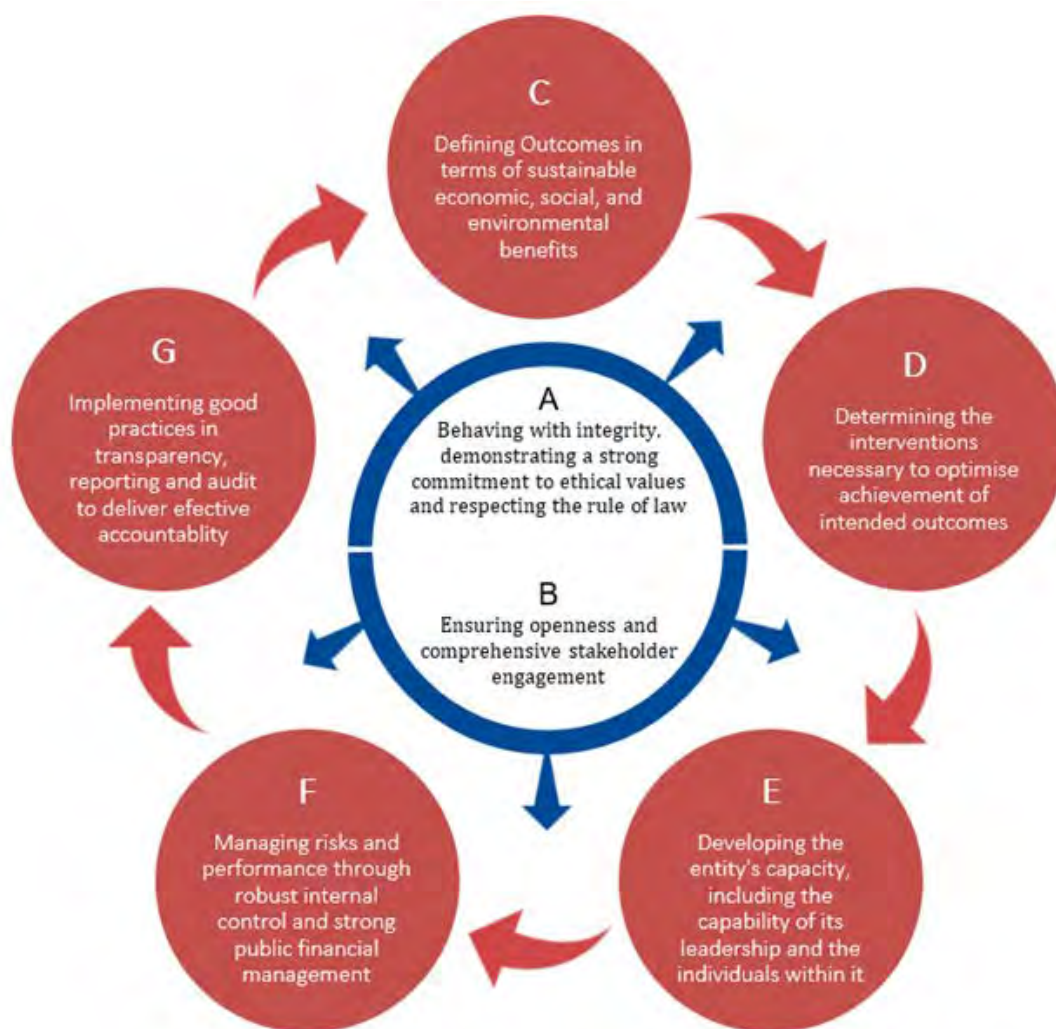 C
Defining Outcomes in
terms of sustainable
economic, social, and
environmental
benefits
G
Implementing good
practices in
transparency,
reporting and audit
to deliver efective
accountablity
A
Behaving with integrity,
demonstrating a strong
commitment to ethical values
and respecting the rule of law
D
Determining the
interventions
necessary to optimise
achievement of
intended outcomes
B
Ensuring openness and
comprehensive stakeholder
engagement
F
Managing risks and
performance through
robust internal
control and strong
public financial
management
E
Developing the
entity's capacity,
including the
capability of its
leadership and the
individuals within it